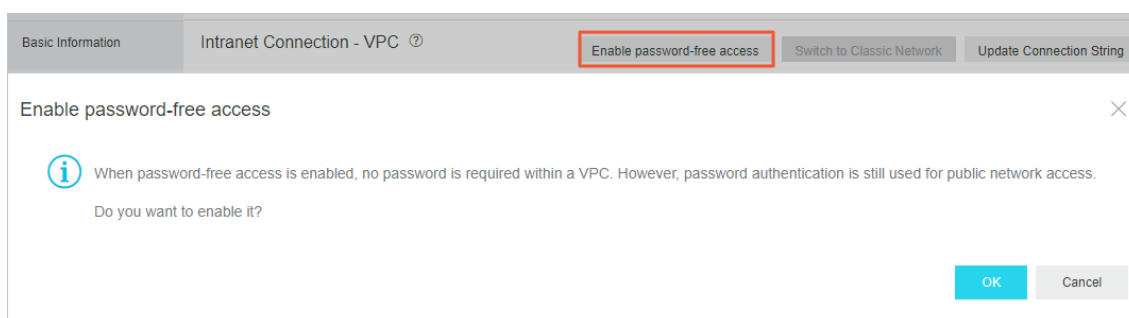 Basic Information
Intranet Connection - VPC ?
Enable password-free access
Switch to Classic Network
Update Connection String
Enable password-free access
When password-free access is enabled, no password is required within a VPC. However, password authentication is still used for public network access.
Do you want to enable it?
OK
Cancel